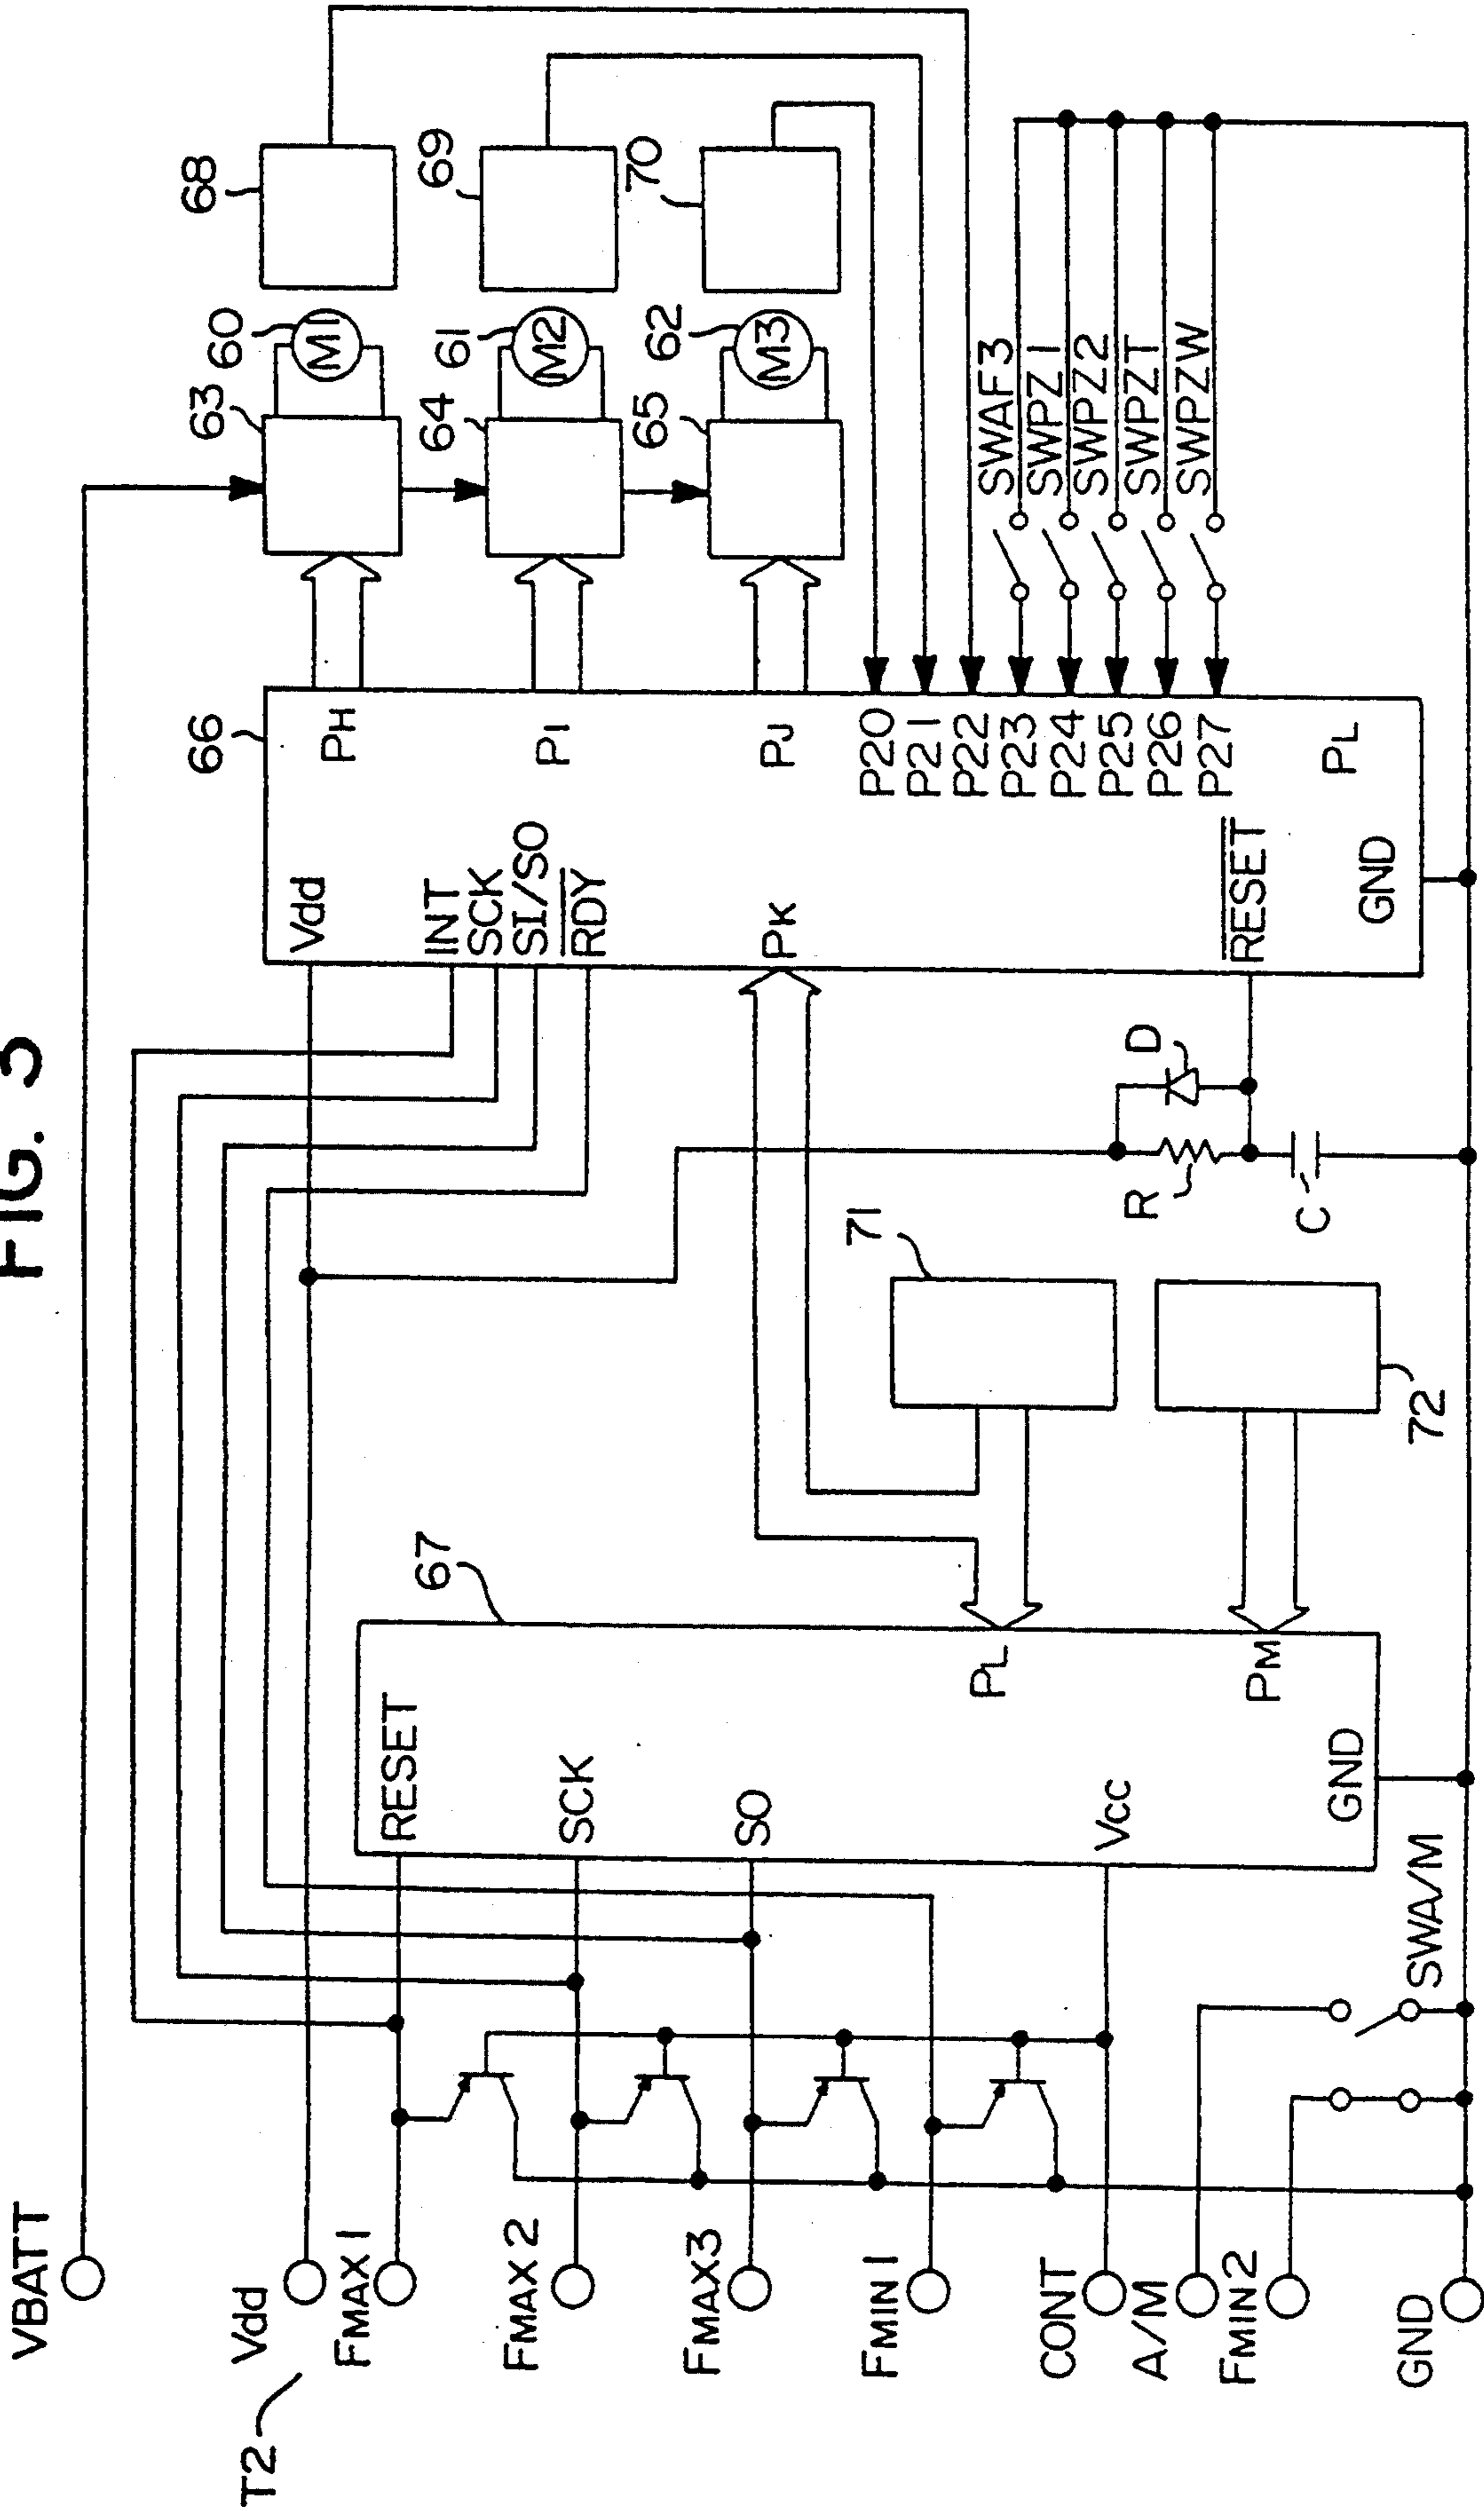 FIG. 3
VBATT
Vdd
T2
FMAX1
FMAX2
FMAX3
FMIN1
CONT
A/M
FMIN2
GND
SWA/M
67
RESET
SCK
SO
Vcc
GND
PL
PM
71
72
R
D
C
66
Vdd
INT
SCK
SI/SO
RDY
PK
RESET
GND
PH
PI
PJ
P20
P21
P22
P23
P24
P25
P26
P27
PL
63
64
65
60
61
62
M1
M2
M3
68
69
70
SWAF3
SWPZ1
SWPZ2
SWPZT
SWPZW